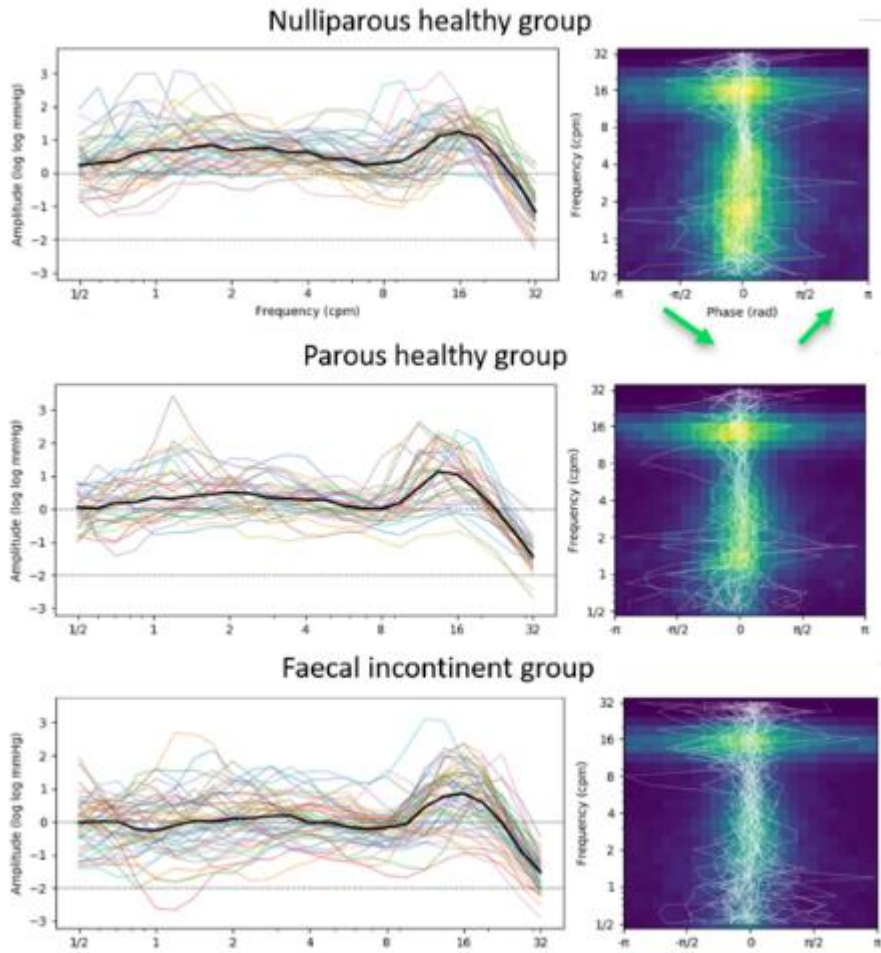 Nulliparous healthy group
Amplitude (log log mmHg)
3
2
1
0
−1
−2
−3
1/2 1 2 4 8 16 32
Frequency (cpm)
Frequency (cpm)
32
16
8
4
2
1
1/2
-π -π/2 0 π/2 π
Phase (rad)
Parous healthy group
Amplitude (log log mmHg)
3
2
1
0
−1
−2
−3
1/2 1 2 4 8 16 32
Frequency (cpm)
32
16
8
4
2
1
1/2
-π -π/2 0 π/2 π
Faecal incontinent group
Amplitude (log log mmHg)
3
2
1
0
−1
−2
−3
1/2 1 2 4 8 16 32
Frequency (cpm)
32
16
8
4
2
1
1/2
-π -π/2 0 π/2 π